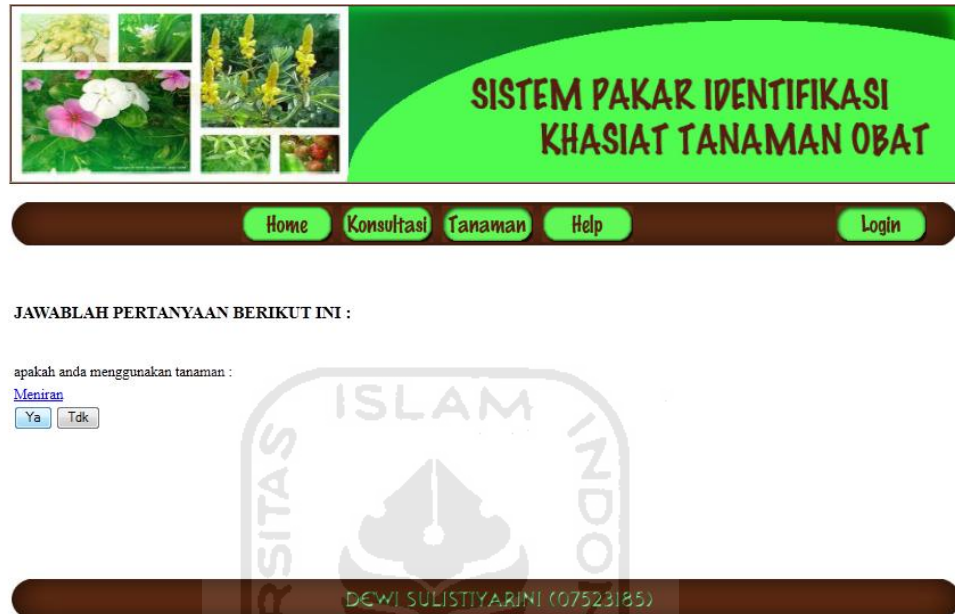 SISTEM PAKAR IDENTIFIKASI
KHASIAT TANAMAN OBAT
Home Konsultasi Tanaman Help Login
JAWABLAH PERTANYAAN BERIKUT INI :
apakah anda menggunakan tanaman :
Meniran
Ya Tdk
ISLAM
DEWI SULISTIYARINI (07523185)